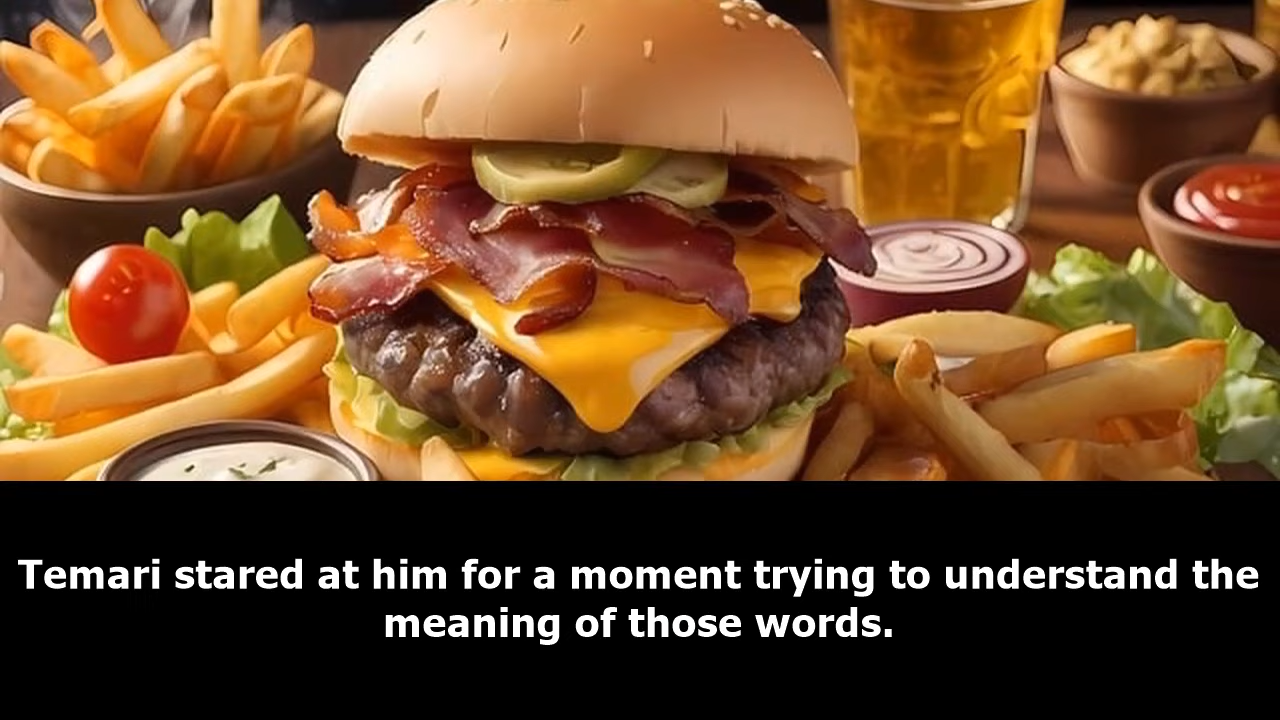 Temari stared at him for a moment trying to understand the
meaning of those words.